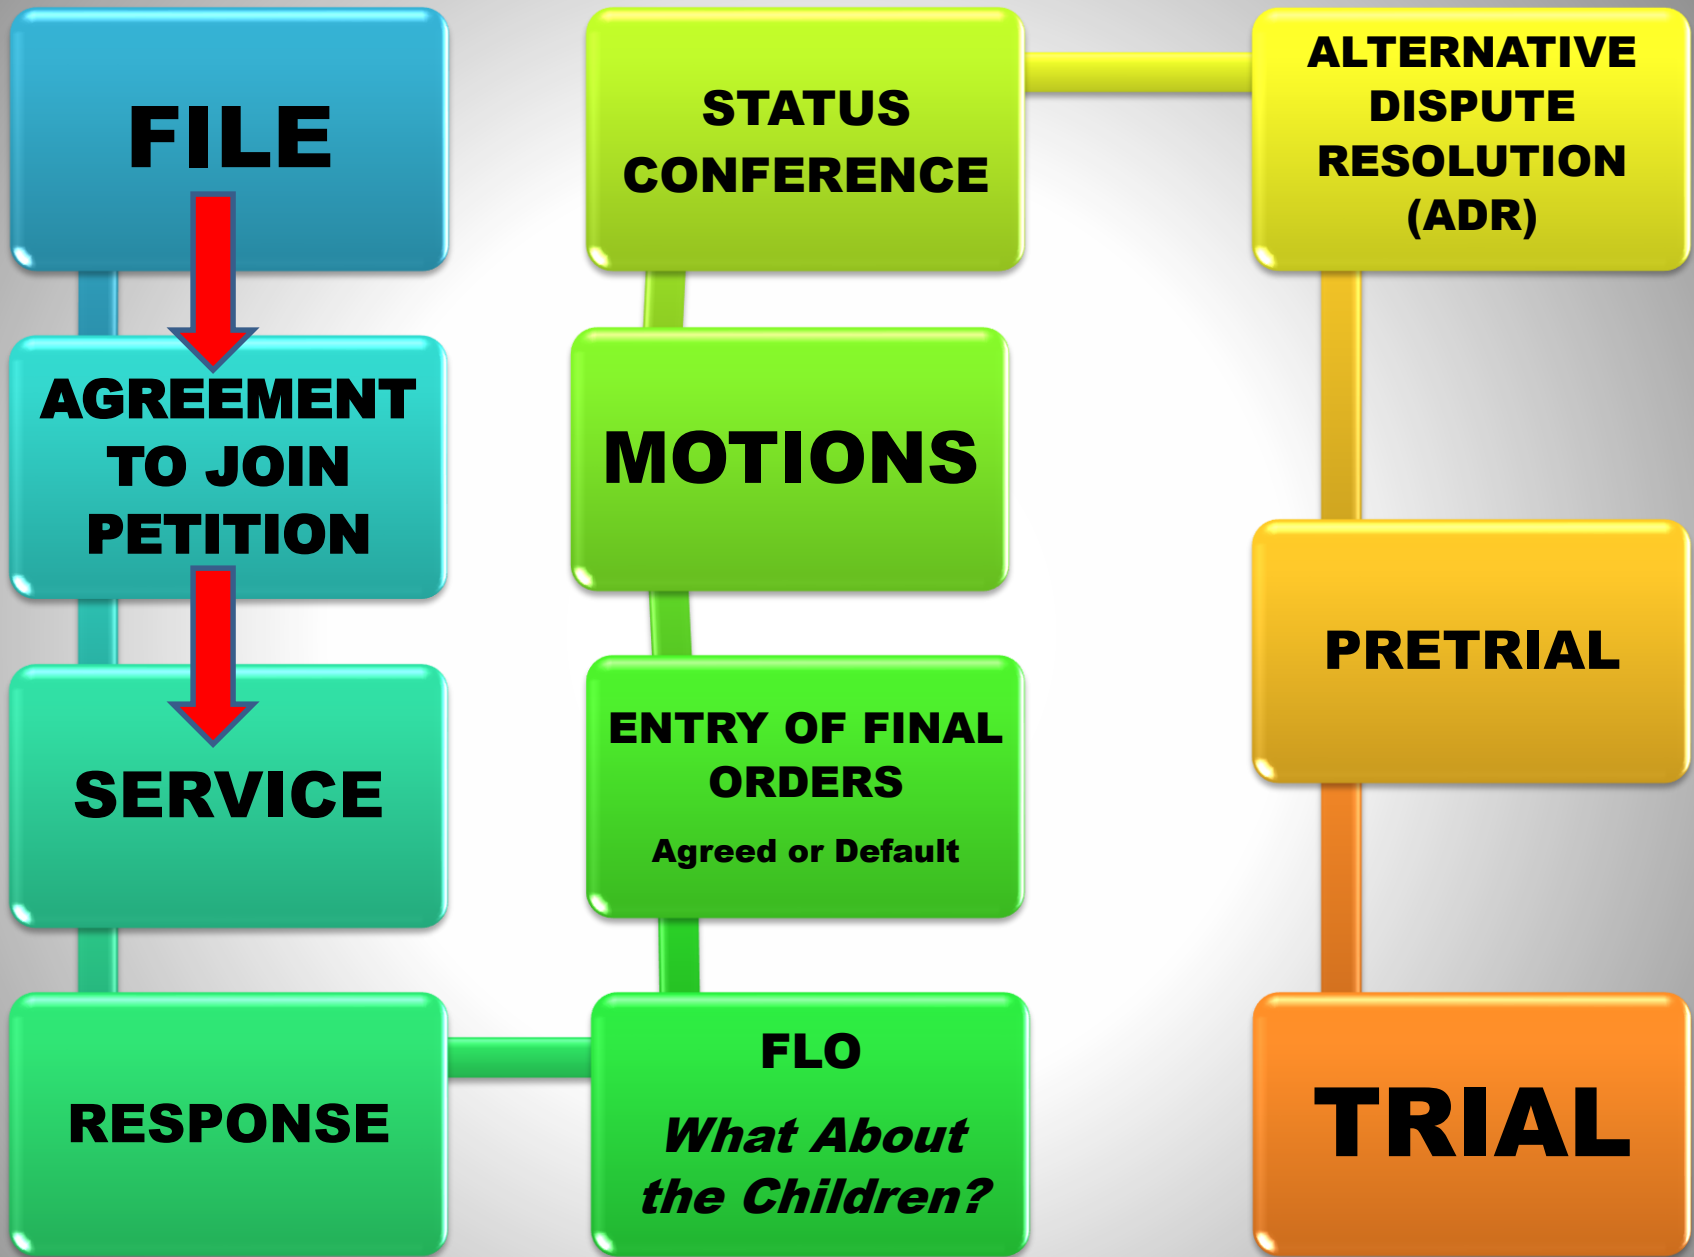 FILE
AGREEMENT
TO JOIN
PETITION
SERVICE
RESPONSE
FLO
What About
the Children?
ENTRY OF FINAL
ORDERS
Agreed or Default
MOTIONS
STATUS
CONFERENCE
ALTERNATIVE
DISPUTE
RESOLUTION
(ADR)
PRETRIAL
TRIAL